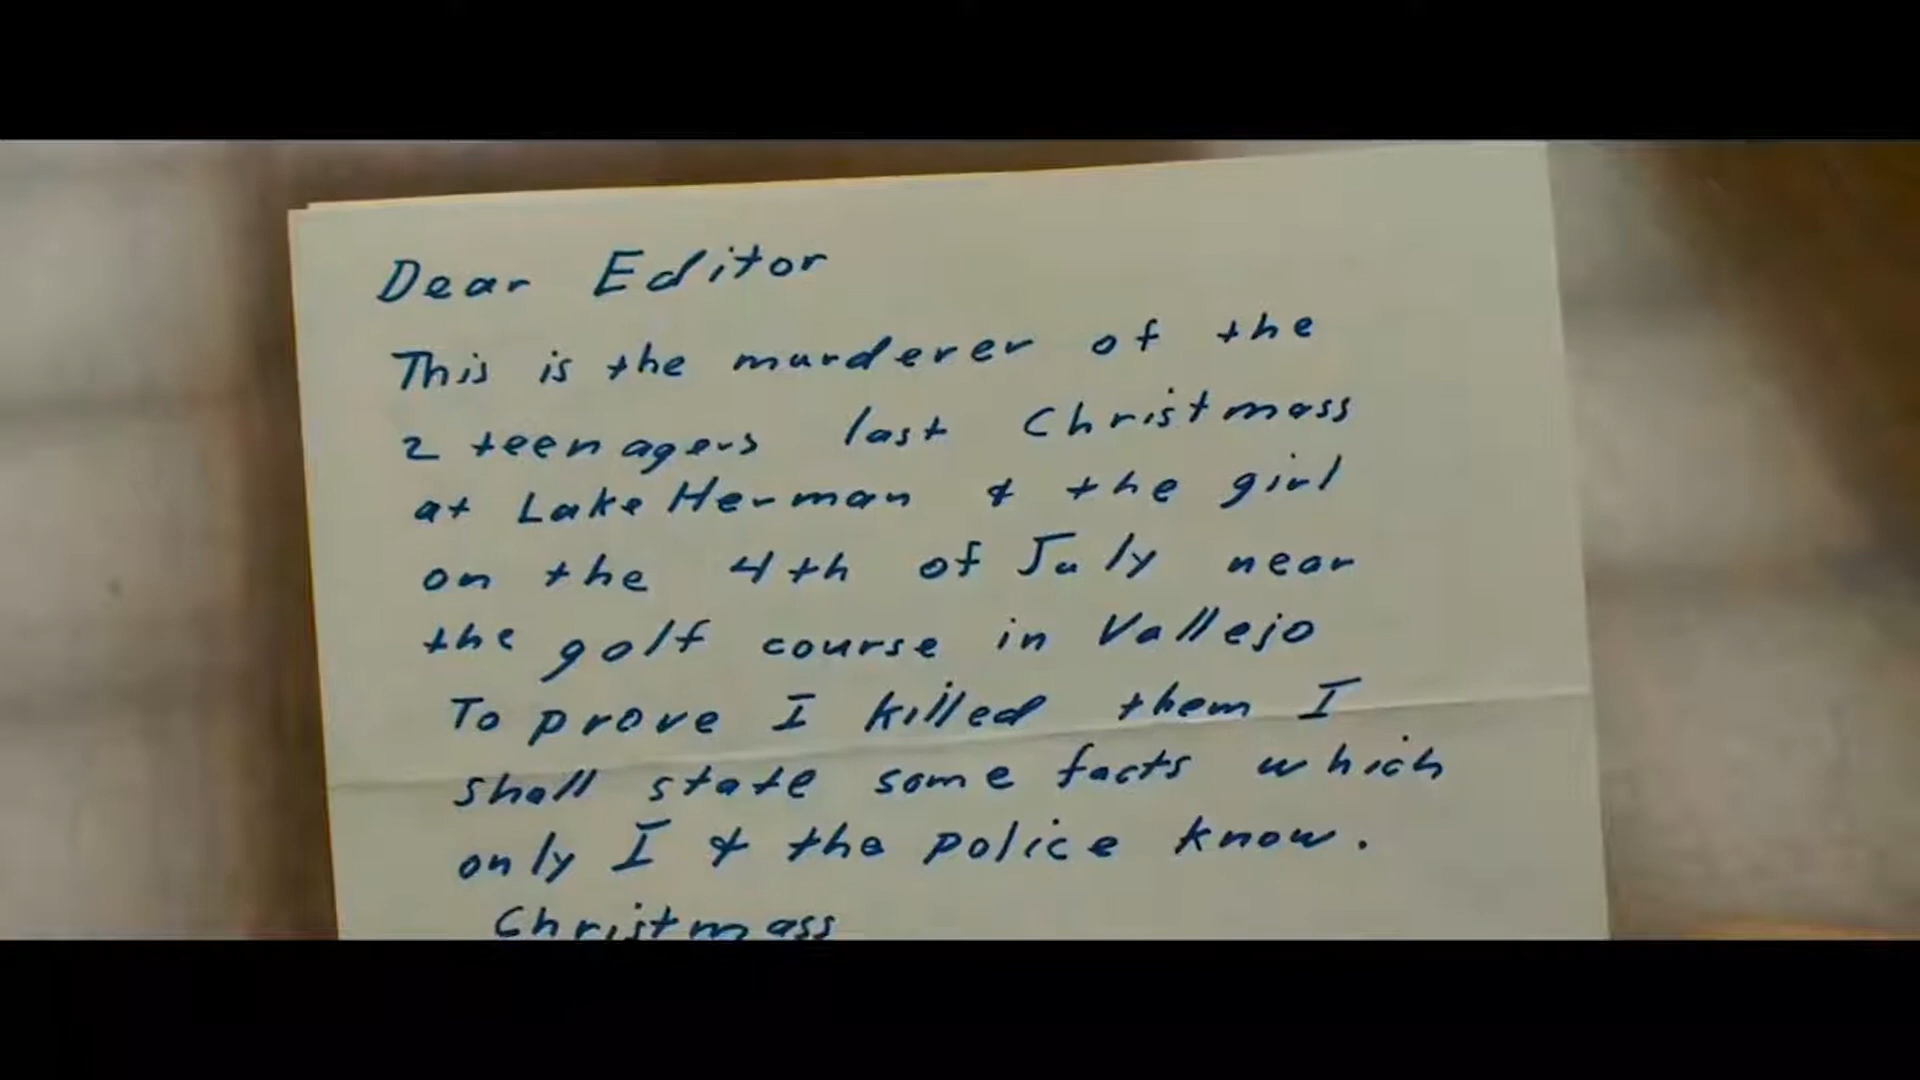 Dear Editor
This is the murderer of the
2 teenagers last Christmass
at Lake Herman & the girl
on the 4th of July near
the golf course in Vallejo
To prove I killed them I
shall state some facts which
only I & the police know.
Christmass